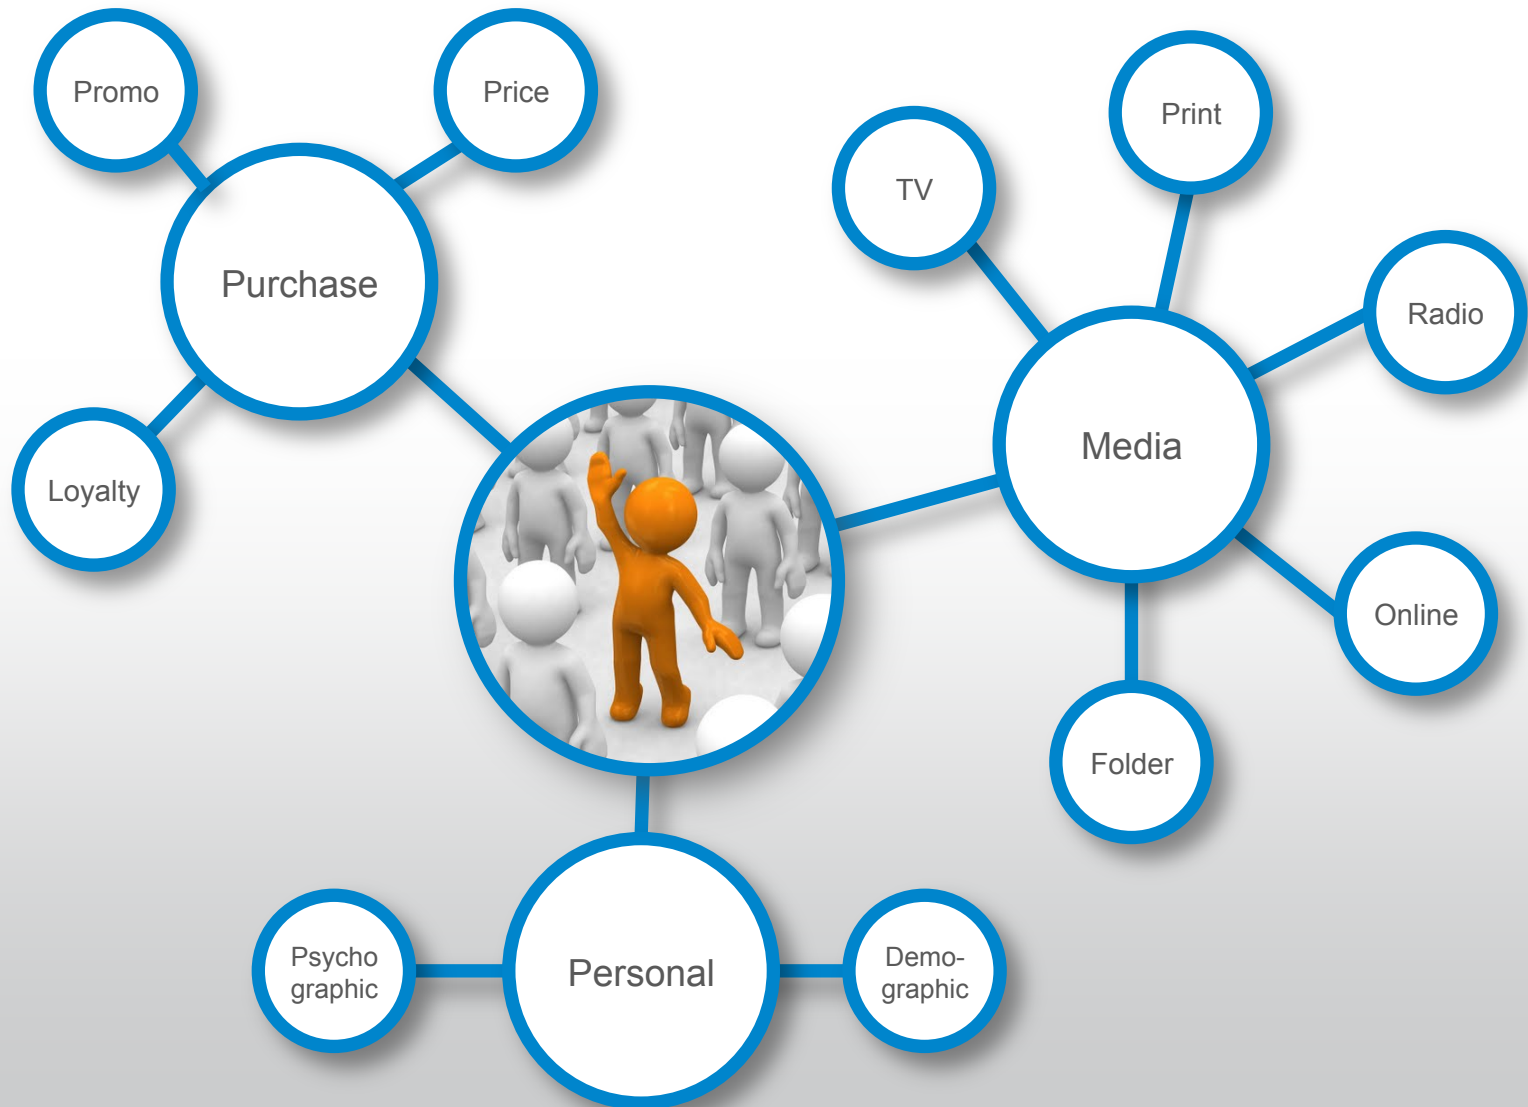 Promo
Price
Purchase
Loyalty
TV
Print
Radio
Media
Online
Folder
Psycho
graphic
Personal
Demo-
graphic